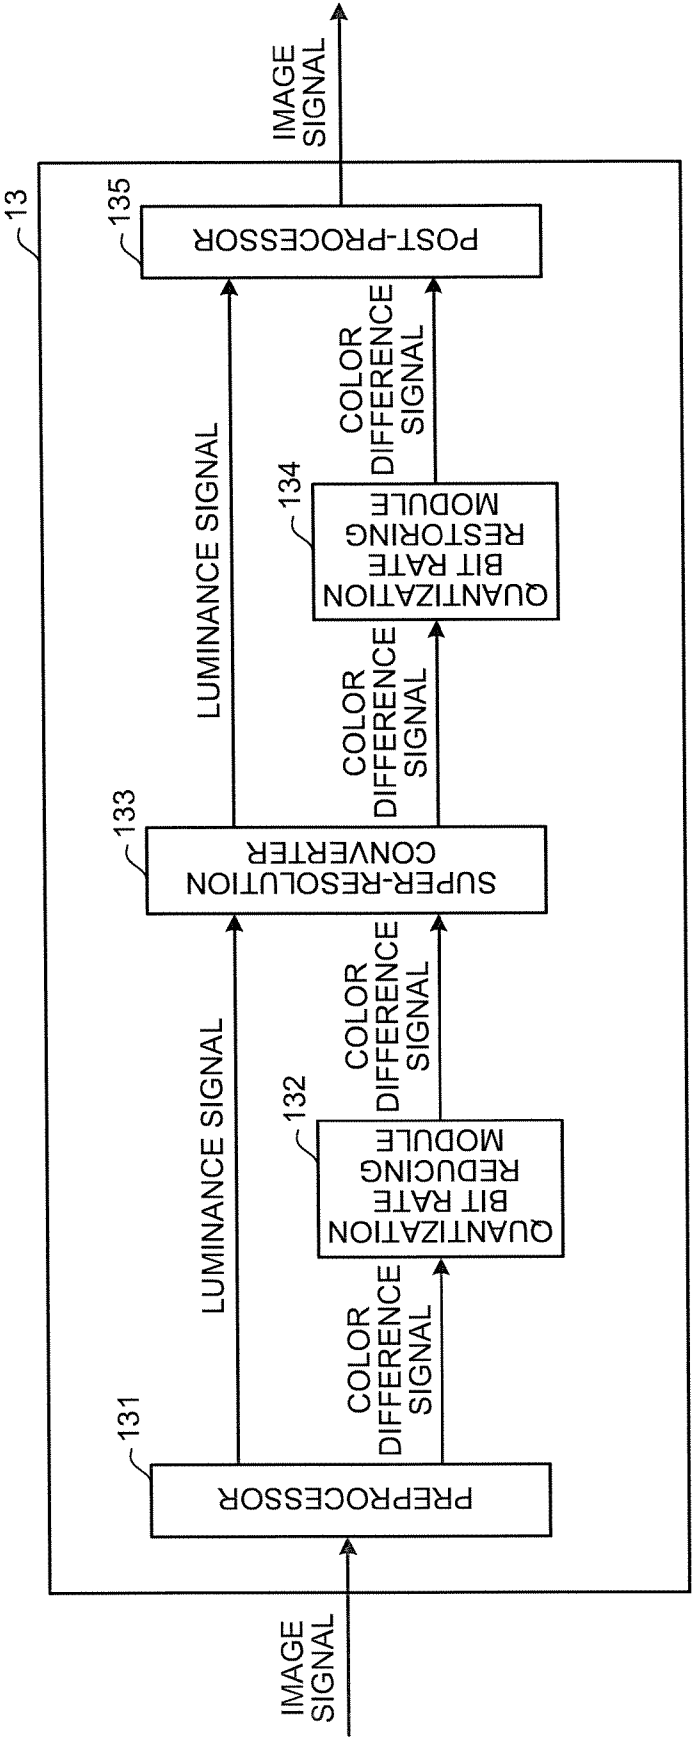 13
IMAGE
SIGNAL
131
PREPROCESSOR
LUMINANCE SIGNAL
COLOR
DIFFERENCE
SIGNAL
132
QUANTIZATION
BIT RATE
REDUCING
MODULE
COLOR
DIFFERENCE
SIGNAL
133
SUPER-RESOLUTION
CONVERTER
LUMINANCE SIGNAL
COLOR
DIFFERENCE
SIGNAL
134
QUANTIZATION
BIT RATE
RESTORING
MODULE
COLOR
DIFFERENCE
SIGNAL
135
POST-PROCESSOR
IMAGE
SIGNAL